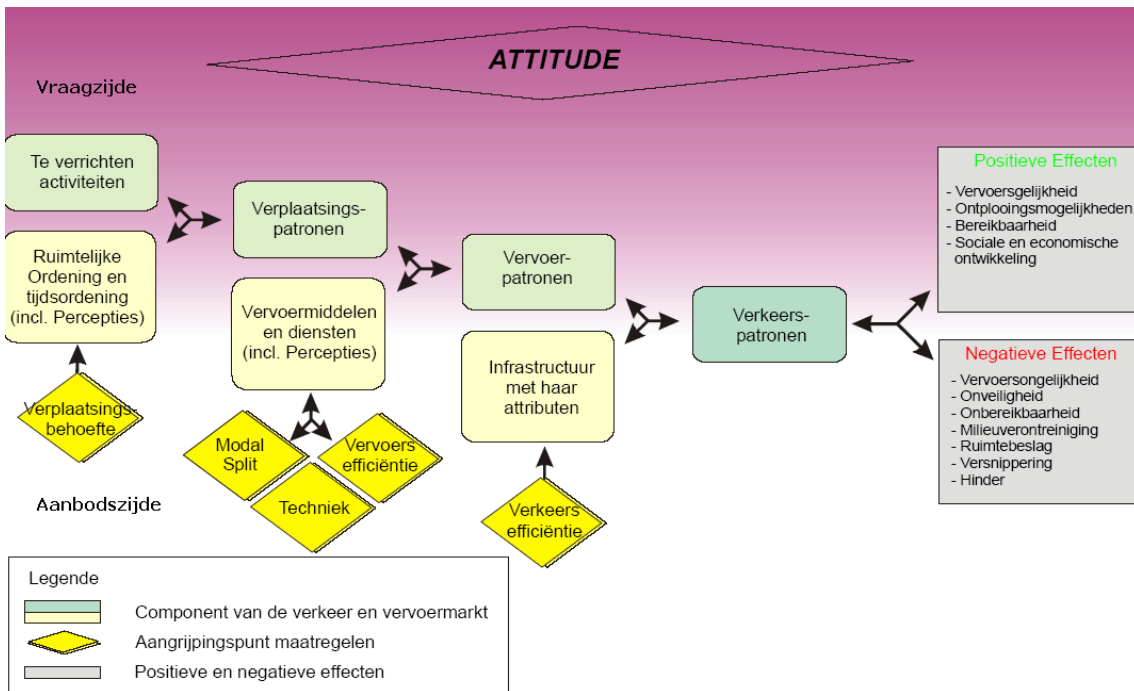 ATTITUDE
Vraagzijde
Te verrichten
activiteiten
Ruimtelijke
Ordening en
tijdsordening
(incl. Percepties)
Verplaatsings-
behoefte
Verplaatsings-
patronen
Vervoermiddelen
en diensten
(incl. Percepties)
Modal
Split
Techniek
Vervoers
efficiëntie
Vervoer-
patronen
Infrastructuur
met haar
attributen
Verkeers
efficiëntie
Verkeers-
patronen
Positieve Effecten
- Vervoersgelijkheid
- Ontplooingsmogelijkheden
- Bereikbaarheid
- Sociale en economische
ontwikkeling
Negatieve Effecten
- Vervoersongelijkheid
- Onveiligheid
- Onbereikbaarheid
- Milieuverontreiniging
- Ruimtebeslag
- Versnippering
- Hinder
Aanbodszijde
Legende
Component van de verkeer en vervoermarkt
Aangrijpingspunt maatregelen
Positieve en negatieve effecten